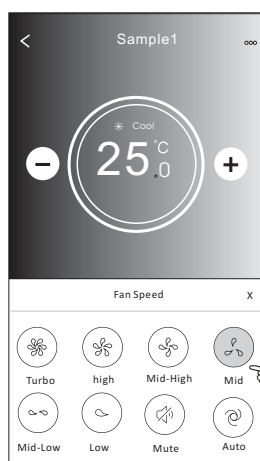 Sample1
Cool
25.0°C
Fan Speed X
Turbo high Mid-High Mid
Mid-Low Low Mute Auto